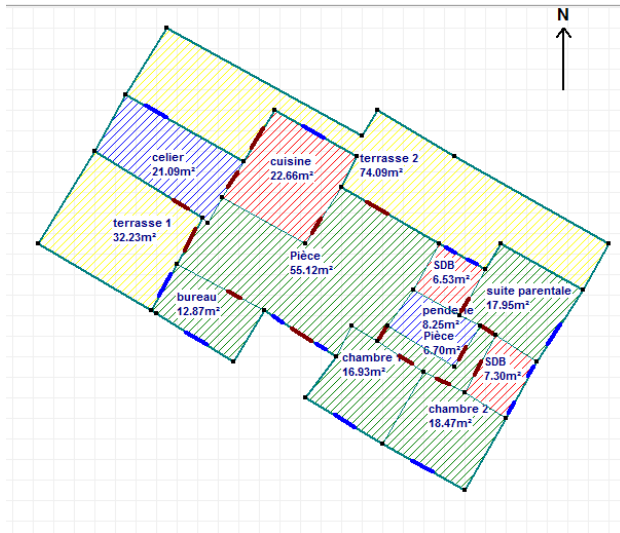 N
celier
21.09m²
cuisine
22.66m²
terrasse 2
74.09m²
terrasse 1
32.23m²
Pièce
55.12m²
SDB
6.53m²
suite parentale
17.95m²
bureau
12.87m²
penderie
8.25m²
Pièce
6.70m²
chambre 1
16.93m²
SDB
7.30m²
chambre 2
18.47m²